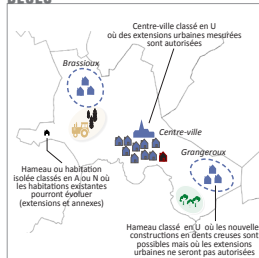 Centre-ville classé en U
où des extensions urbaines mesurées
sont autorisées
Brassioux
Centre-ville
Grangeroux
Hameau ou habitation
isolée classés en A ou N où
les habitations existantes
pourront évoluer
(extensions et annexes)
Hameau classé en U où les nouvelle
constructions en dents creuses sont
possibles mais où les extensions
urbaines ne seront pas autorisées